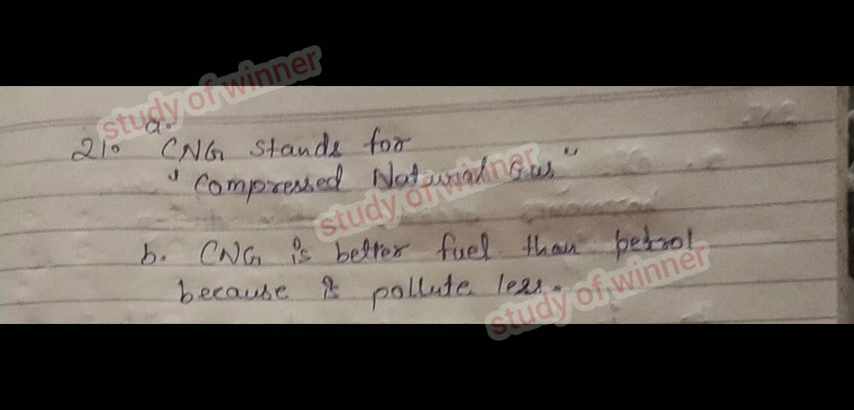 study of winner
a.
21. CNG stands for
"Compressed Natural Gas"
study of winner
b. CNG is better fuel than petrol
because it pollute less.
study of winner